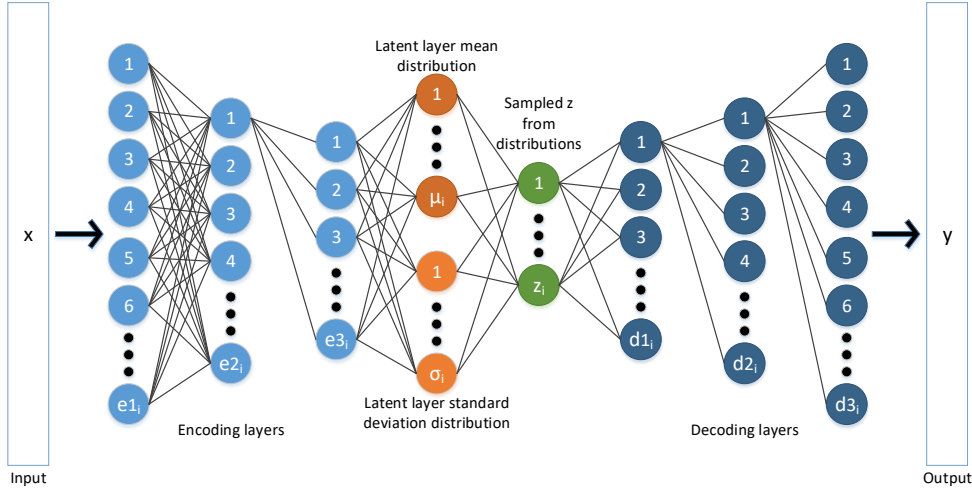 x
Input
1
2
3
4
5
6
e1i
1
2
3
4
e2i
Encoding layers
1
2
3
e3i
Latent layer mean
distribution
1
μi
1
σi
Latent layer standard
deviation distribution
Sampled z
from
distributions
1
zi
1
2
3
d1i
1
2
3
4
d2i
Decoding layers
1
2
3
4
5
6
d3i
y
Output